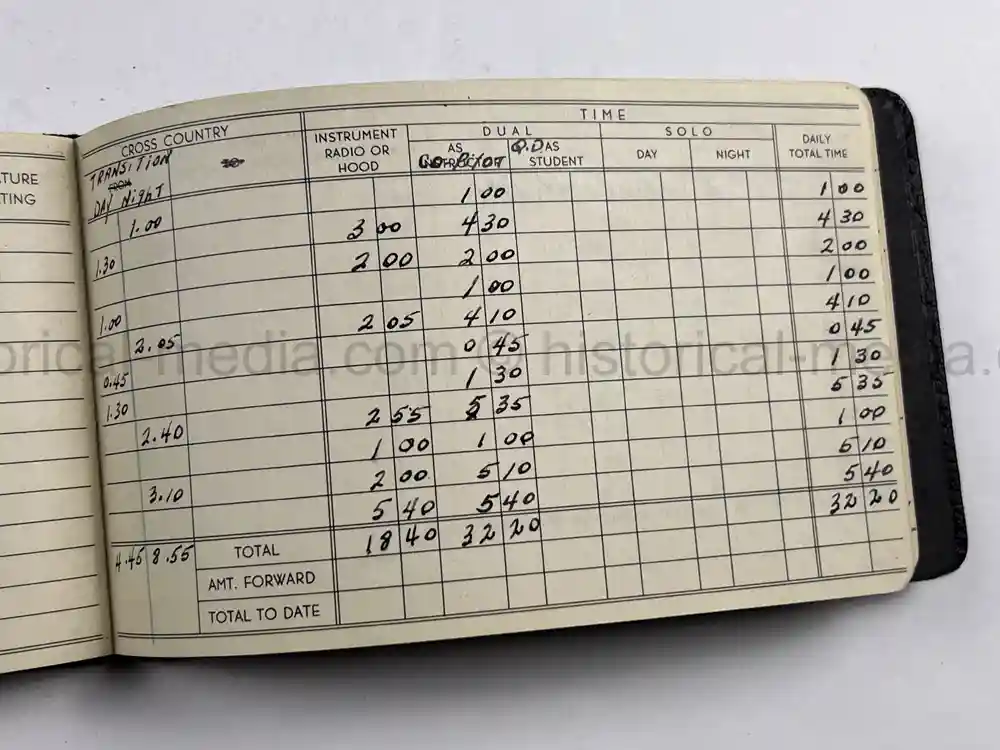 TIME
CROSS COUNTRY
INSTRUMENT RADIO OR HOOD
DUAL
SOLO
DAILY TOTAL TIME
TURE
TING
TRANSITION
FROM
DAY Night
AS CO-PILOT
Q.D AS STUDENT
DAY
NIGHT
1.00 1 00 1 00
1.30 3 00 4 30 4 30
2 00 2 00 2 00
1.00 1 00 1 00
2.05 2 05 4 10 4 10
0.45 0 45 0 45
1.30 1 30 1 30
2.40 2 55 5 35 5 35
1 00 1 00 1 00
3.10 2 00 5 10 5 10
5 40 5 40 5 40
4.45 8.55 TOTAL 18 40 32 20 32 20
AMT. FORWARD
TOTAL TO DATE
orical-media.com © historical-media.c